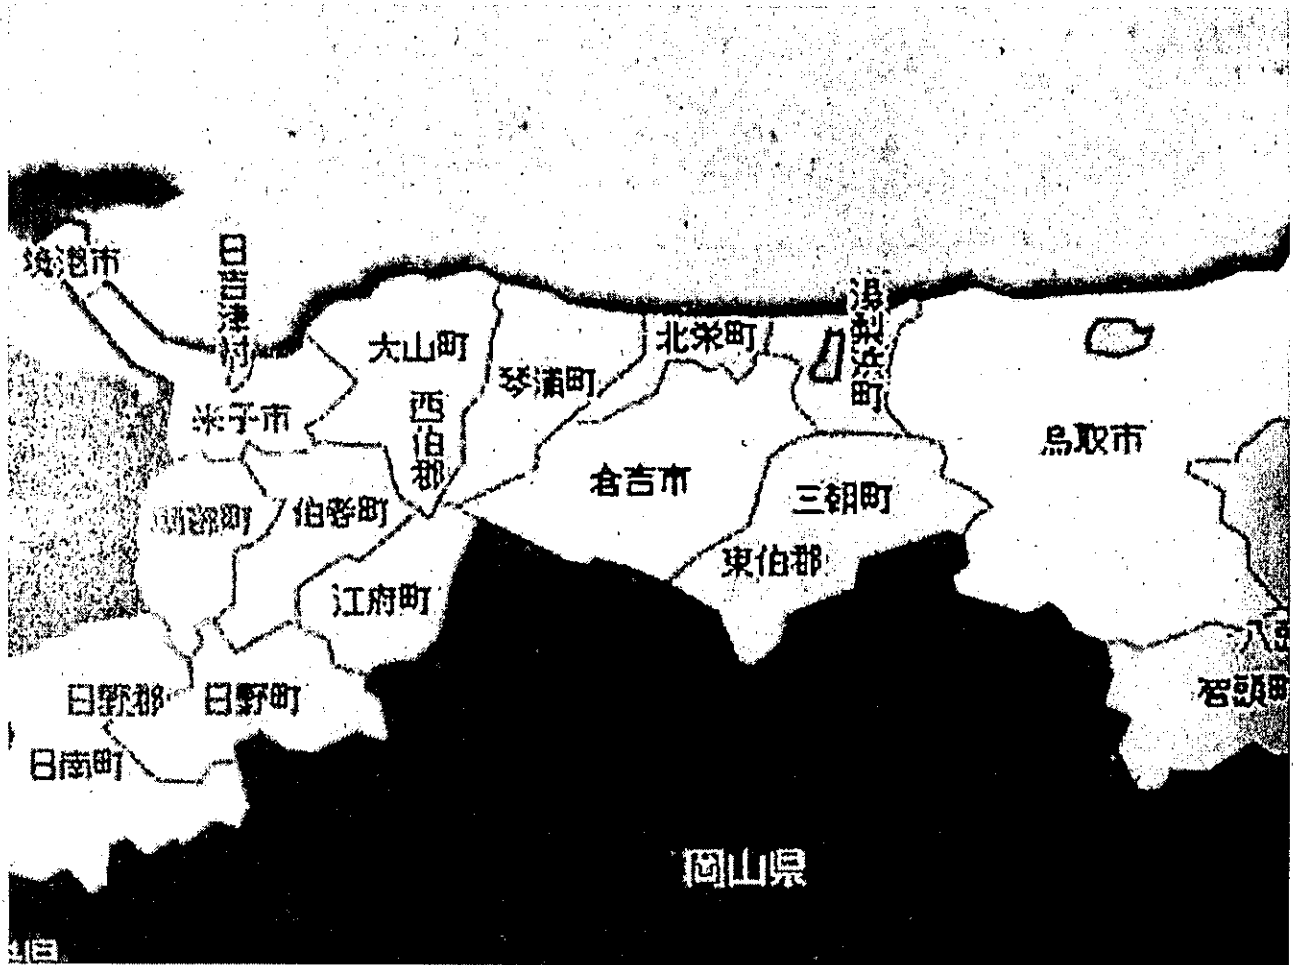 境港市
日吉津村
大山町
北栄町
湯梨浜町
琴浦町
西伯郡
米子市
鳥取市
倉吉市
三朝町
南部町
伯耆町
東伯郡
江府町
智頭町
日野郡
日野町
日南町
岡山県